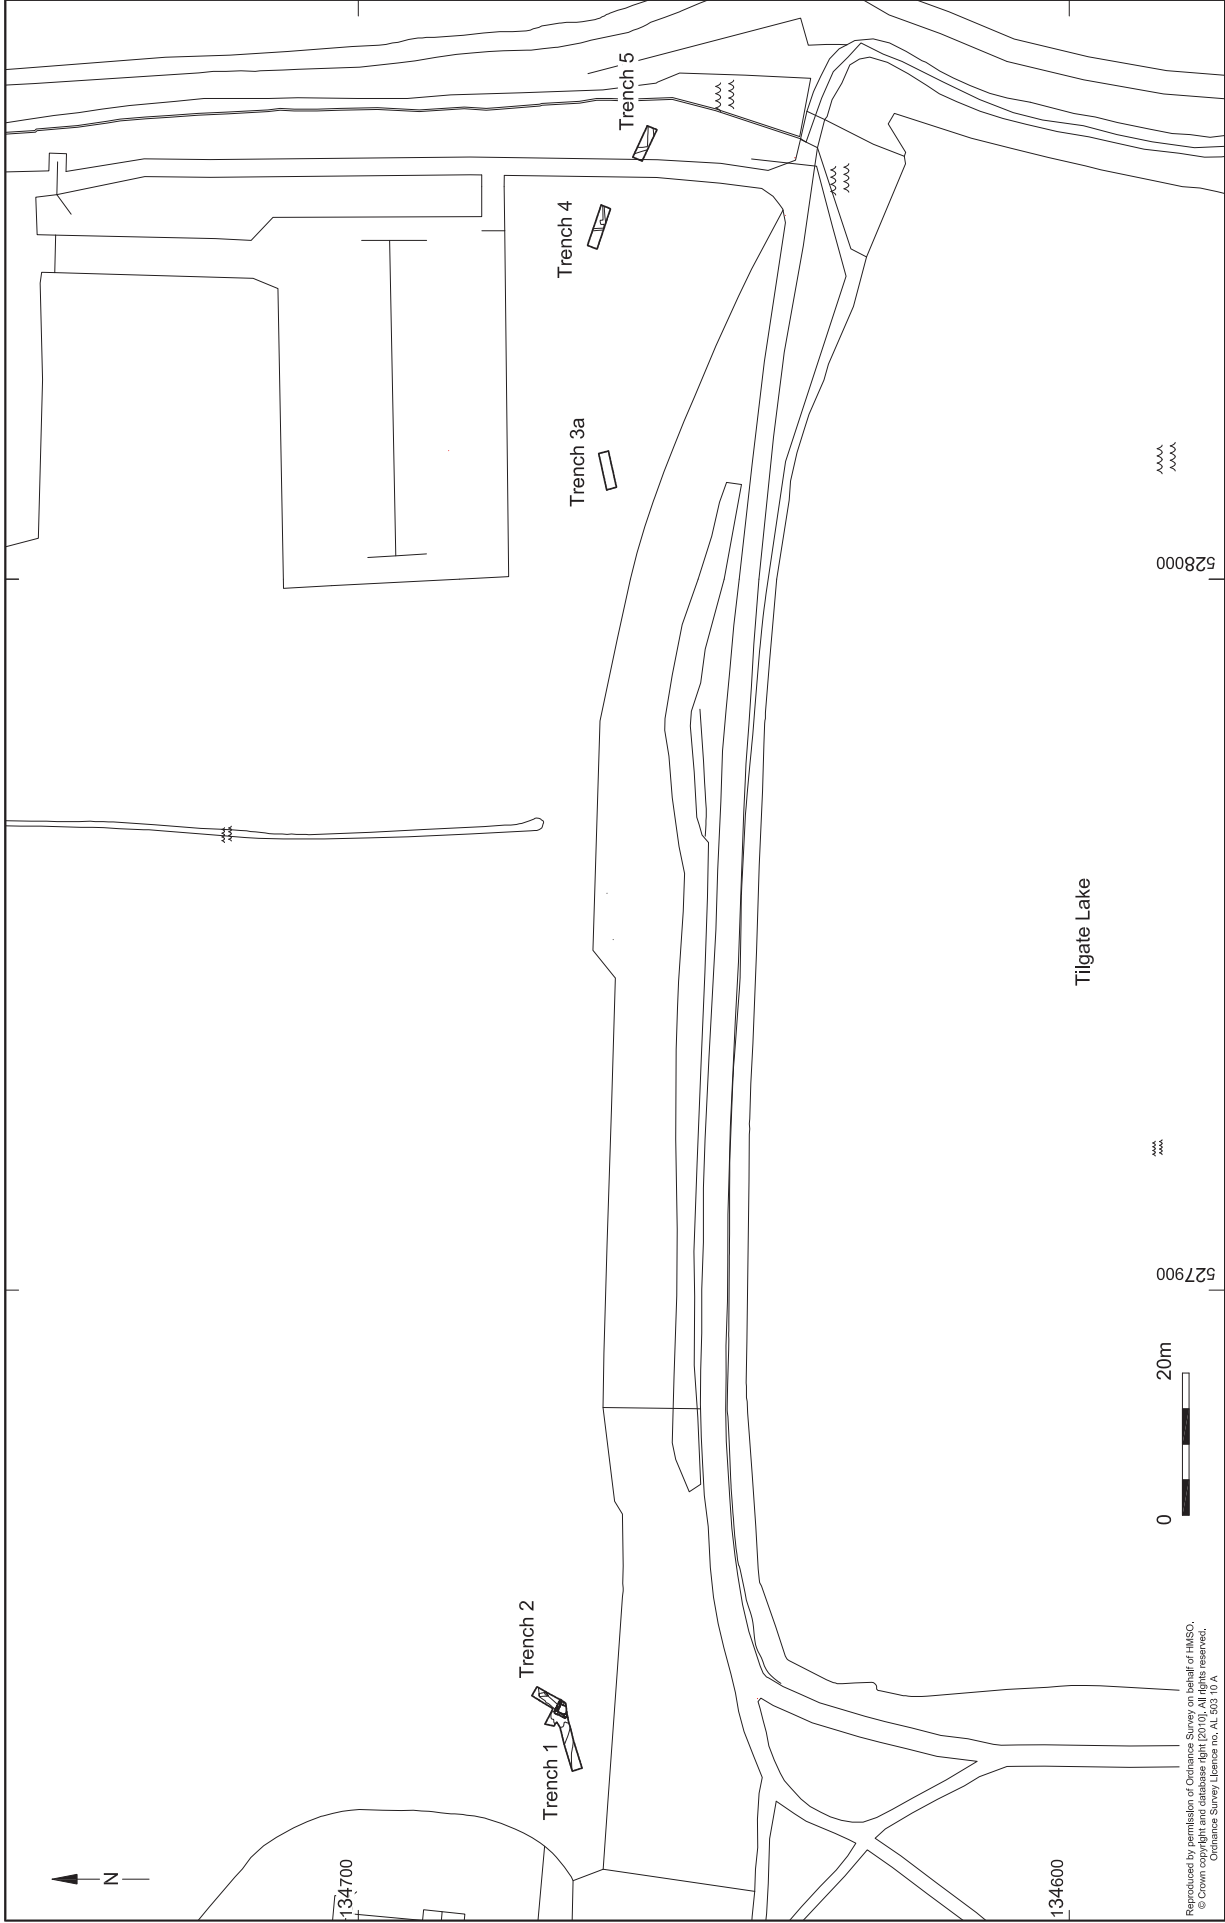 Trench 5
Trench 4
Trench 3a
528000
Tilgate Lake
527900
20m
0
Trench 2
Trench 1
N
134700
134600
Reproduced by permission of Ordnance Survey on behalf of HMSO.
© Crown copyright and database right [2010]. All rights reserved.
Ordnance Survey Licence no. AL 503 10 A